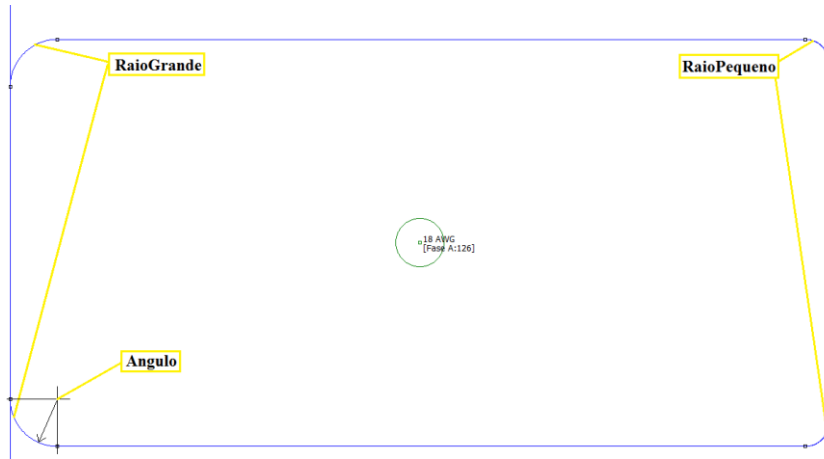 RaioGrande
RaioPequeno
18 AWG
[Fase A:126]
Angulo